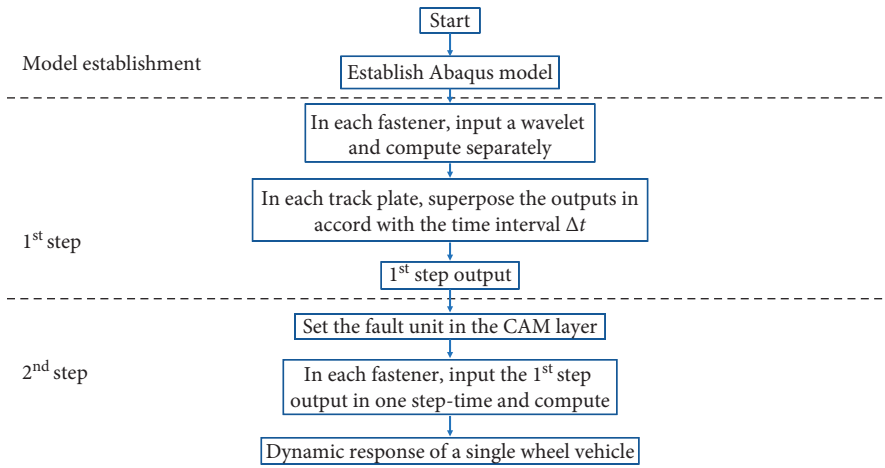 Start
Model establishment
Establish Abaqus model
In each fastener, input a wavelet
and compute separately
In each track plate, superpose the outputs in
accord with the time interval Δt
1st step
1st step output
Set the fault unit in the CAM layer
2nd step
In each fastener, input the 1st step
output in one step-time and compute
Dynamic response of a single wheel vehicle